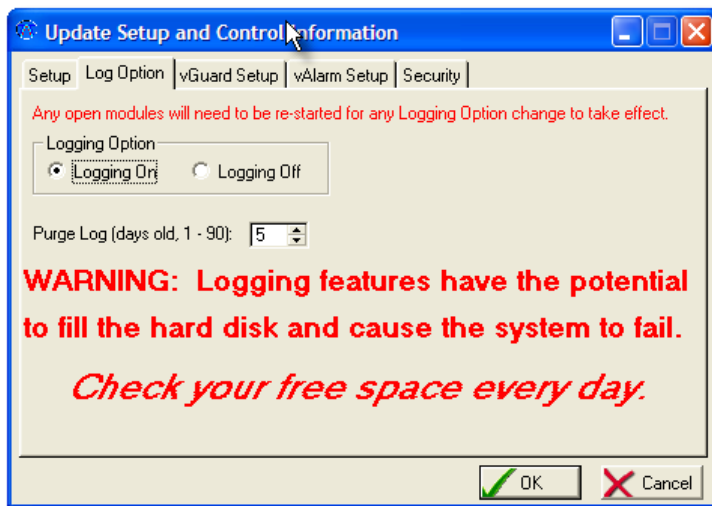 Update Setup and Control Information
Setup Log Option vGuard Setup vAlarm Setup Security
Any open modules will need to be re-started for any Logging Option change to take effect.
Logging Option
Logging On Logging Off
Purge Log (days old, 1 - 90): 5
WARNING: Logging features have the potential
to fill the hard disk and cause the system to fail.
Check your free space every day.
OK Cancel